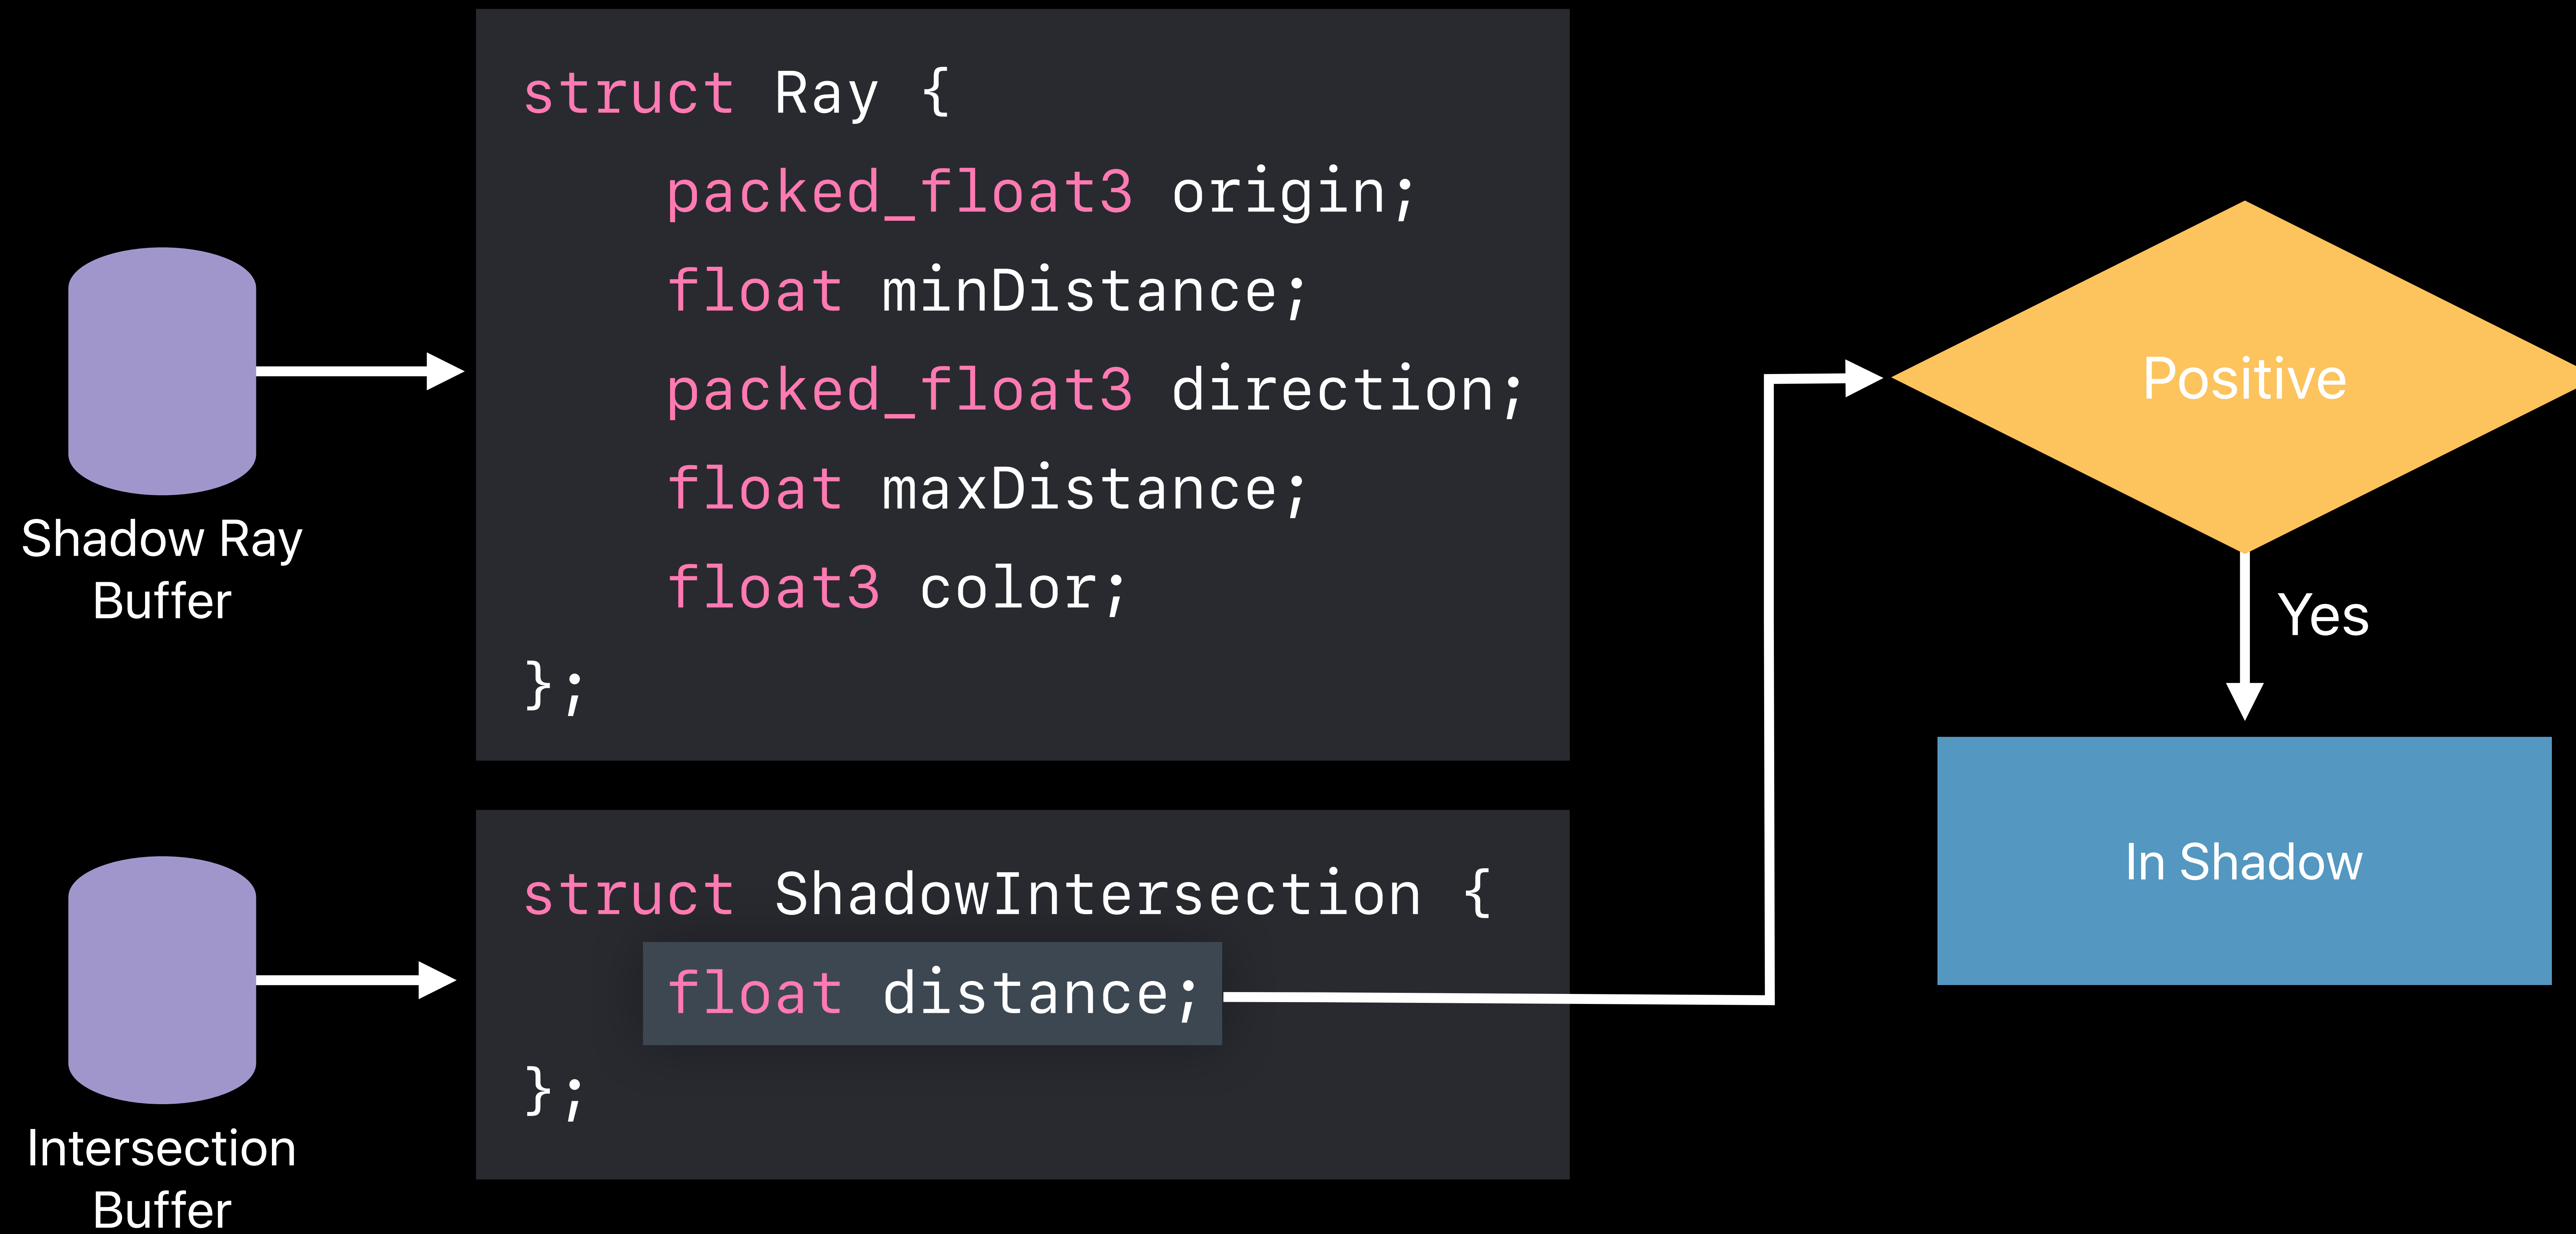 struct Ray {
packed_float3 origin;
float minDistance;
packed_float3 direction;
float maxDistance;
float3 color;
};
Shadow Ray
Buffer
struct ShadowIntersection {
float distance;
};
Intersection
Buffer
Positive
Yes
In Shadow